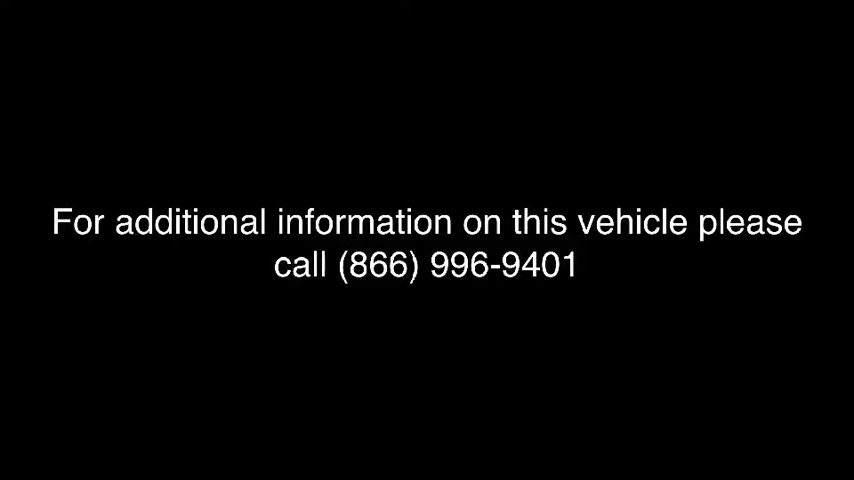 For additional information on this vehicle please
call (866) 996-9401